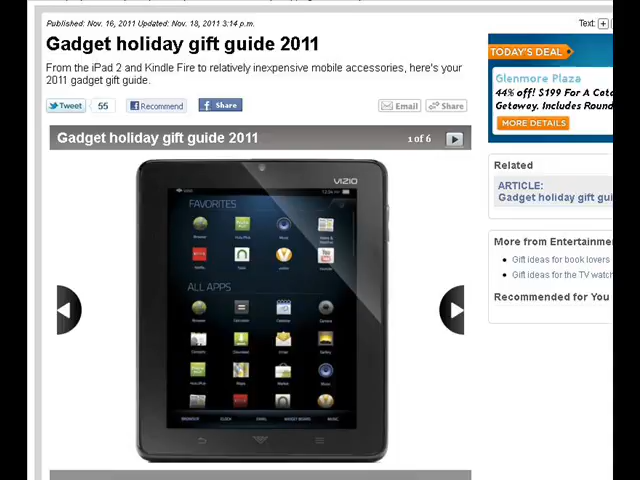 Published: Nov. 16, 2011 Updated: Nov. 18, 2011 3:14 p.m.
Text: +
Gadget holiday gift guide 2011
From the iPad 2 and Kindle Fire to relatively inexpensive mobile accessories, here's your
2011 gadget gift guide.
Tweet 55 Recommend Share Email Share
Gadget holiday gift guide 2011 1 of 6
VIZIO
FAVORITES
ALL APPS
TODAY'S DEAL
Glenmore Plaza
44% off! $199 For A Cata
Getaway. Includes Round
MORE DETAILS
Related
ARTICLE:
Gadget holiday gift gui
More from Entertainmen
Gift ideas for book lovers
Gift ideas for the TV watch
Recommended for You